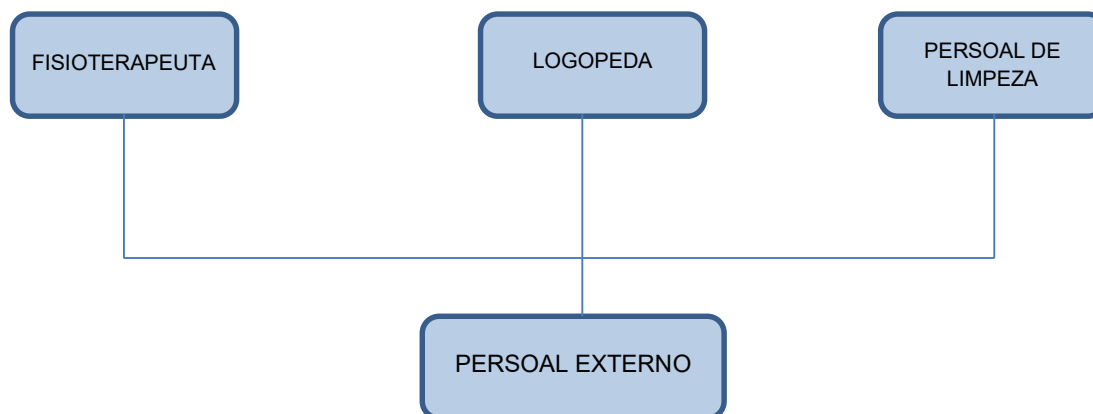 FISIOTERAPEUTA
LOGOPEDA
PERSOAL DE
LIMPEZA
PERSOAL EXTERNO